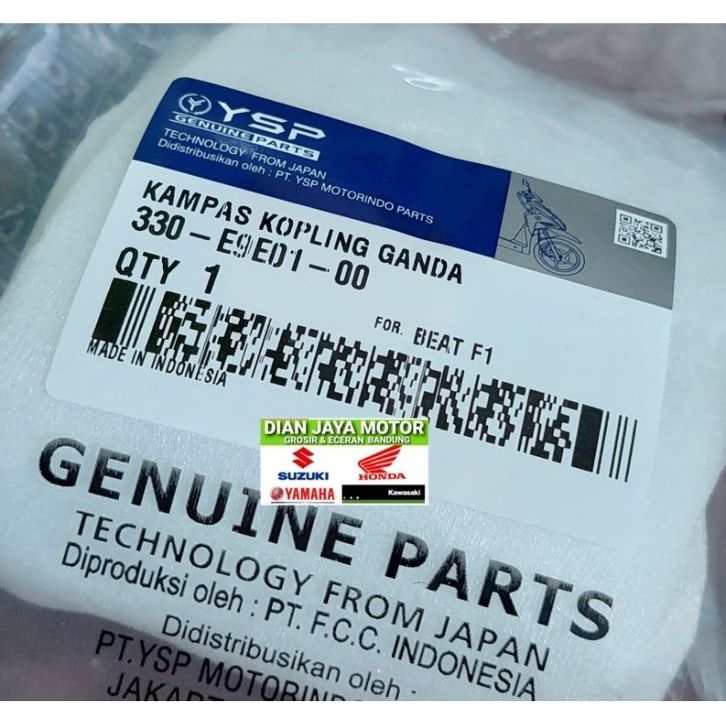 YSP
GENUINE PARTS
TECHNOLOGY FROM JAPAN
Didistribusikan oleh : PT. YSP MOTORINDO PARTS
KAMPAS KOPLING GANDA
330-E9E01-00
QTY 1
FOR. BEAT F1
MADE IN INDONESIA
DIAN JAYA MOTOR
GROSIR & ECERAN BANDUNG
SUZUKI
HONDA
YAMAHA
Kawasaki
GENUINE PARTS
TECHNOLOGY FROM JAPAN
Diproduksi oleh : PT. F.C.C. INDONESIA
Didistribusikan oleh :
PT.YSP MOTORINDO